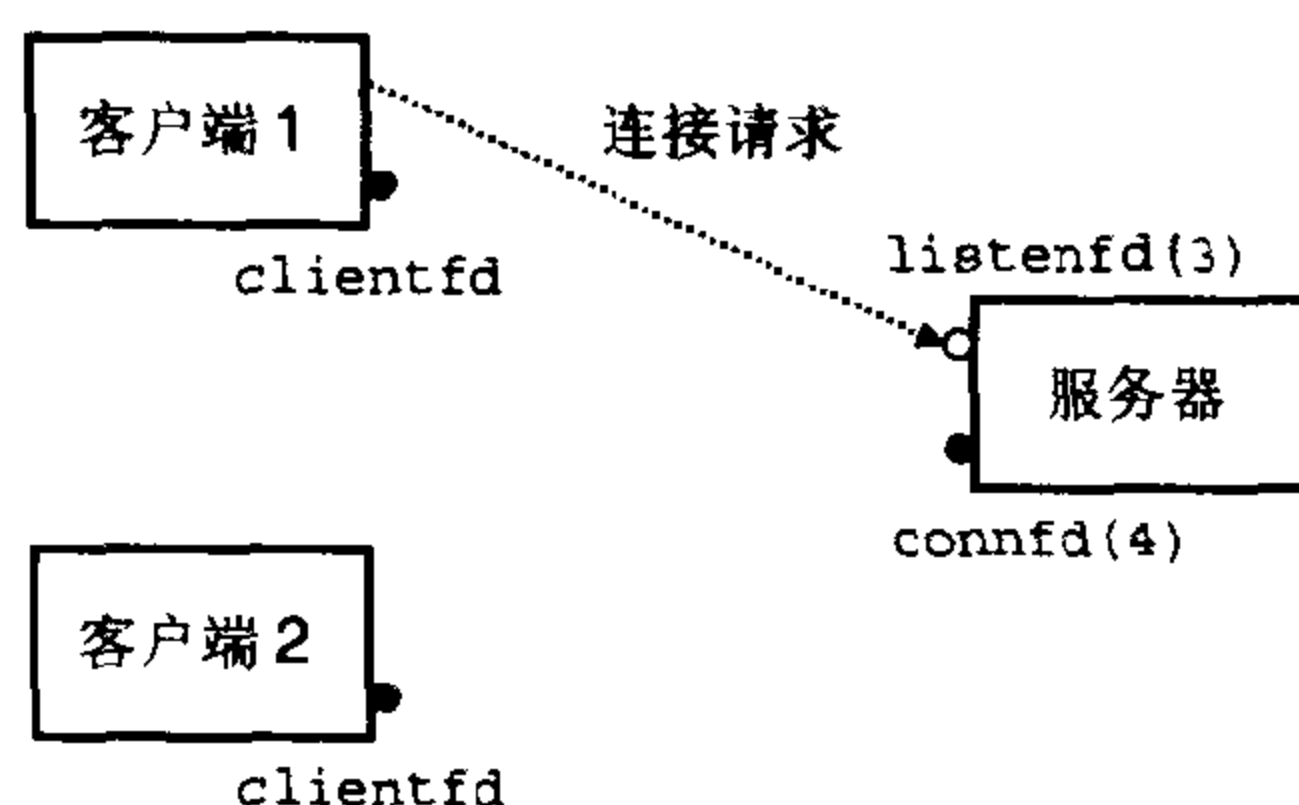 客户端 1
连接请求
clientfd
listenfd(3)
服务器
connfd(4)
客户端 2
clientfd